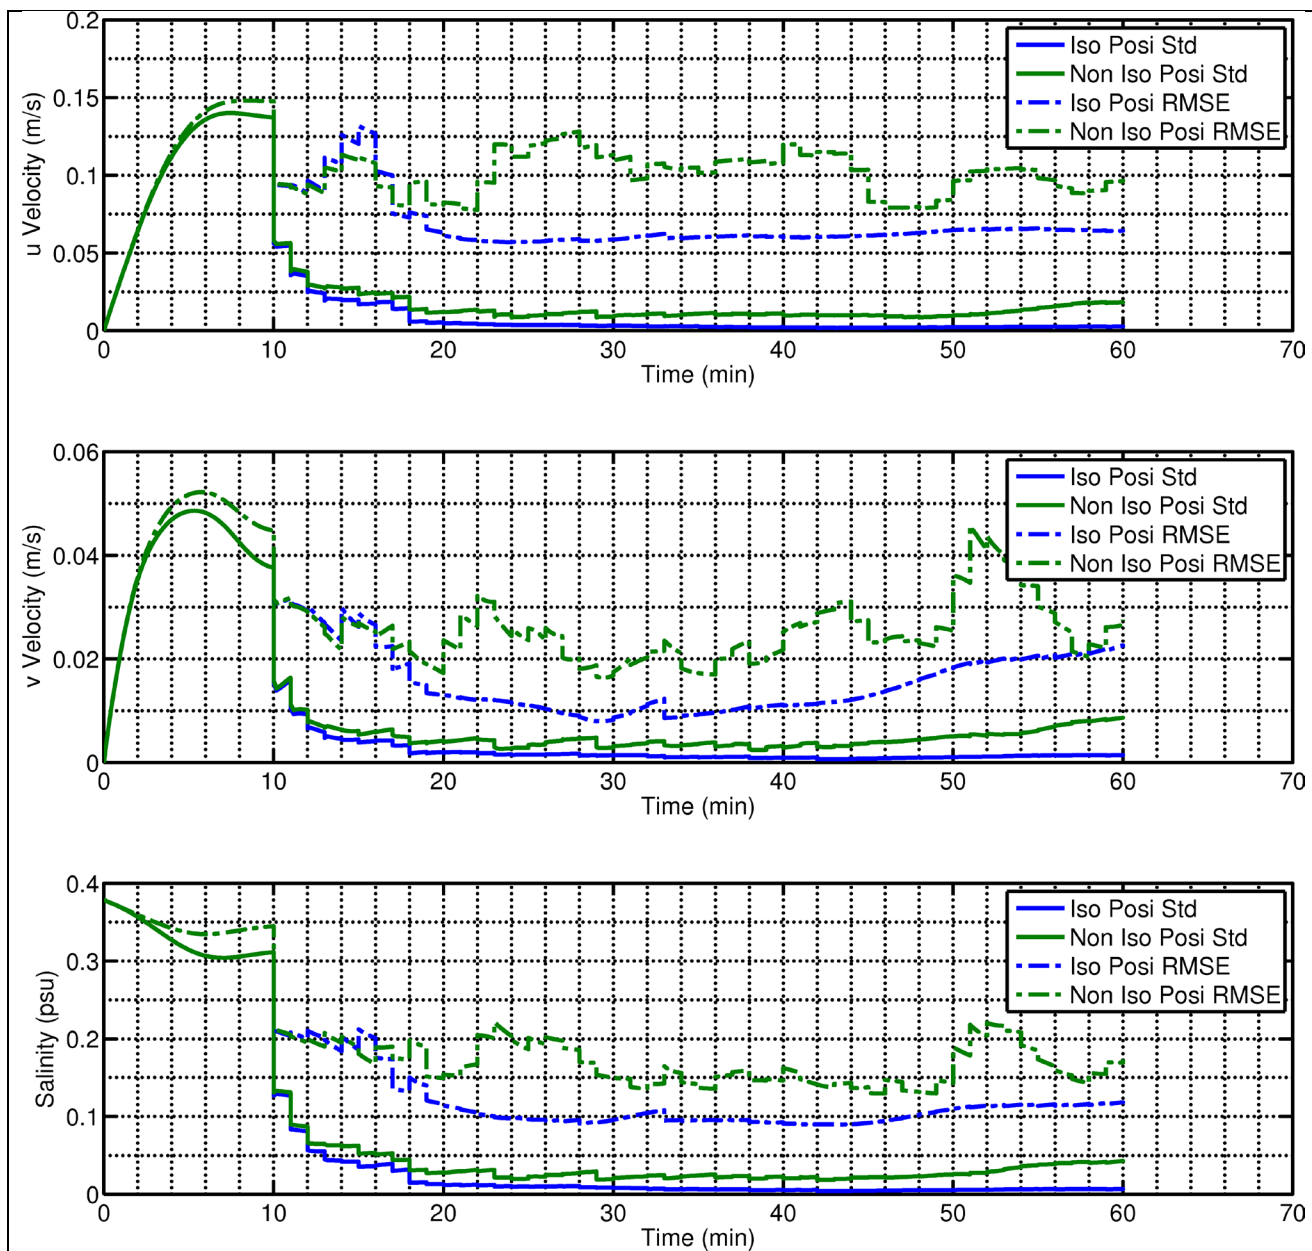 0.2
0.15
0.1
0.05
0
u Velocity (m/s)
Iso Posi Std
Non Iso Posi Std
Iso Posi RMSE
Non Iso Posi RMSE
0 10 20 30 40 50 60 70
Time (min)
0.06
0.04
0.02
0
v Velocity (m/s)
Iso Posi Std
Non Iso Posi Std
Iso Posi RMSE
Non Iso Posi RMSE
0 10 20 30 40 50 60 70
Time (min)
0.4
0.3
0.2
0.1
0
Salinity (psu)
Iso Posi Std
Non Iso Posi Std
Iso Posi RMSE
Non Iso Posi RMSE
0 10 20 30 40 50 60 70
Time (min)